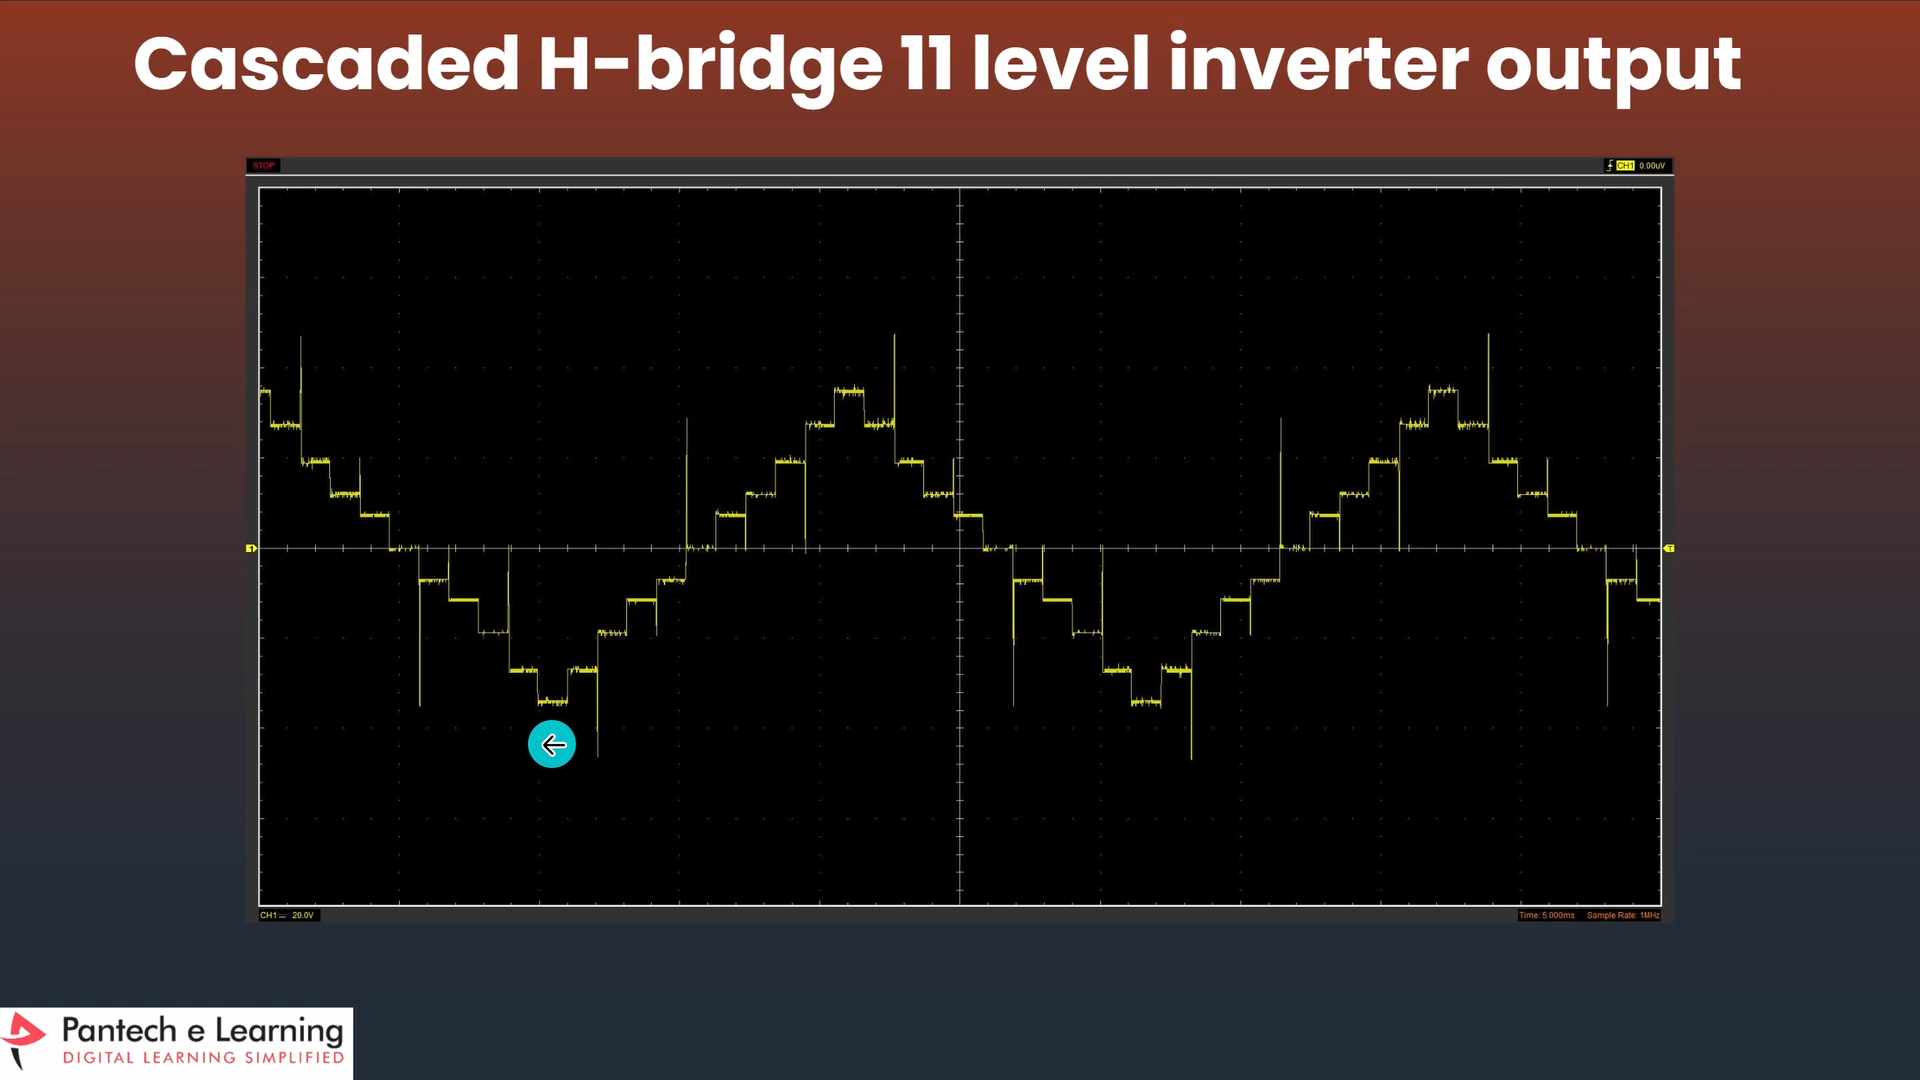 Cascaded H-bridge 11 level inverter output
STOP
CH1 0.00uV
1
T
CH1 20.0V
Time: 5.000ms Sample Rate: 1MHz
Pantech e Learning
DIGITAL LEARNING SIMPLIFIED